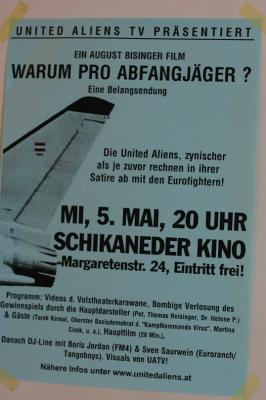 UNITED ALIENS TV PRÄSENTIERT
EIN AUGUST BISINGER FILM
WARUM PRO ABFANGJÄGER ?
Eine Belangsendung
Die United Aliens, zynischer
als je zuvor rechnen in ihrer
Satire ab mit den Eurofightern!
MI, 5. MAI, 20 UHR
SCHIKANEDER KINO
Margaretenstr. 24, Eintritt frei!
Programm: Videos d. Volxtheaterkarawane, Bombige Verlosung des
Gewinnspiels durch die Hauptdarsteller (Pot, Thomas Reisinger, Dr. Helene P.)
& Gäste (Tarek Kemal, Oberster Basisdemokrat d. "Kampfkommando Virus", Martina
Cizek, u.a.), Hauptfilm (20 Min.).
Danach DJ-Line mit Boris Jordan (FM4) & Sven Saurwein (Euroranch/
Tangoboys). Visuals von UATV!
Nähere Infos unter www.unitedaliens.at